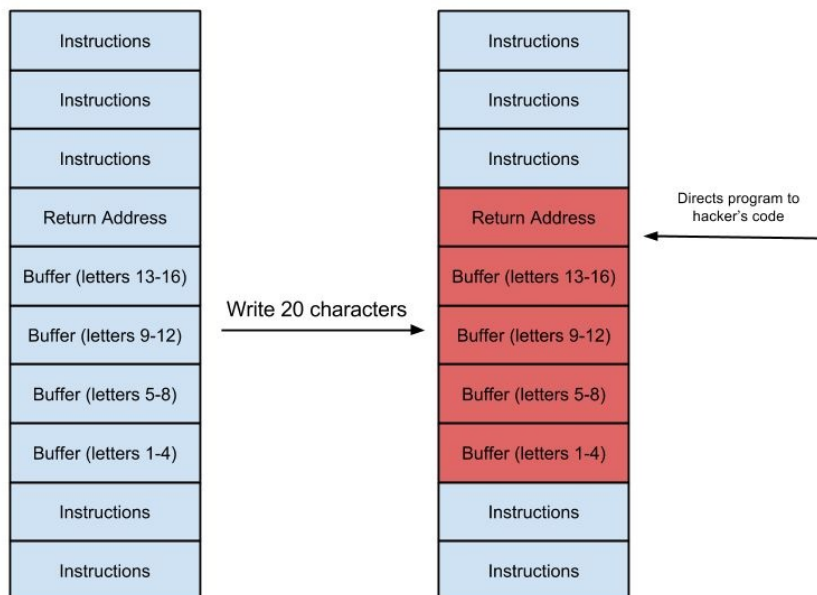 Instructions
Instructions
Instructions
Return Address
Buffer (letters 13-16)
Buffer (letters 9-12)
Buffer (letters 5-8)
Buffer (letters 1-4)
Instructions
Instructions
Write 20 characters
Instructions
Instructions
Instructions
Return Address
Buffer (letters 13-16)
Buffer (letters 9-12)
Buffer (letters 5-8)
Buffer (letters 1-4)
Instructions
Instructions
Directs program to
hacker's code